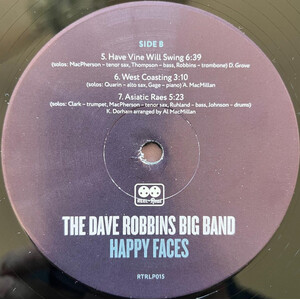 SIDE B
5. Have Vine Will Swing 6:39
(solos: MacPherson – tenor sax, Thompson – bass, Robbins – trombone) D. Grove
6. West Coasting 3:10
(solos: Quarin – alto sax, Gage – piano) A. MacMillan
7. Asiatic Raes 5:23
(solos: Clark – trumpet, MacPherson – tenor sax, Ruhland – bass, Johnson – drums)
K. Dorham arranged by Al MacMillan
THE DAVE ROBBINS BIG BAND
HAPPY FACES
RTRLP015